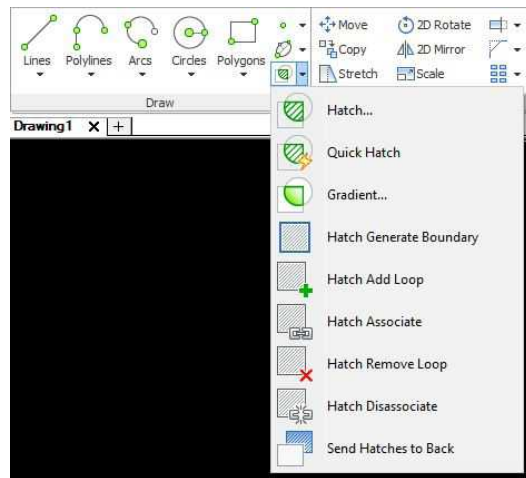 Lines Polylines Arcs Circles Polygons
Move 2D Rotate
Copy 2D Mirror
Stretch Scale
Draw
Drawing1 X +
Hatch...
Quick Hatch
Gradient...
Hatch Generate Boundary
Hatch Add Loop
Hatch Associate
Hatch Remove Loop
Hatch Disassociate
Send Hatches to Back